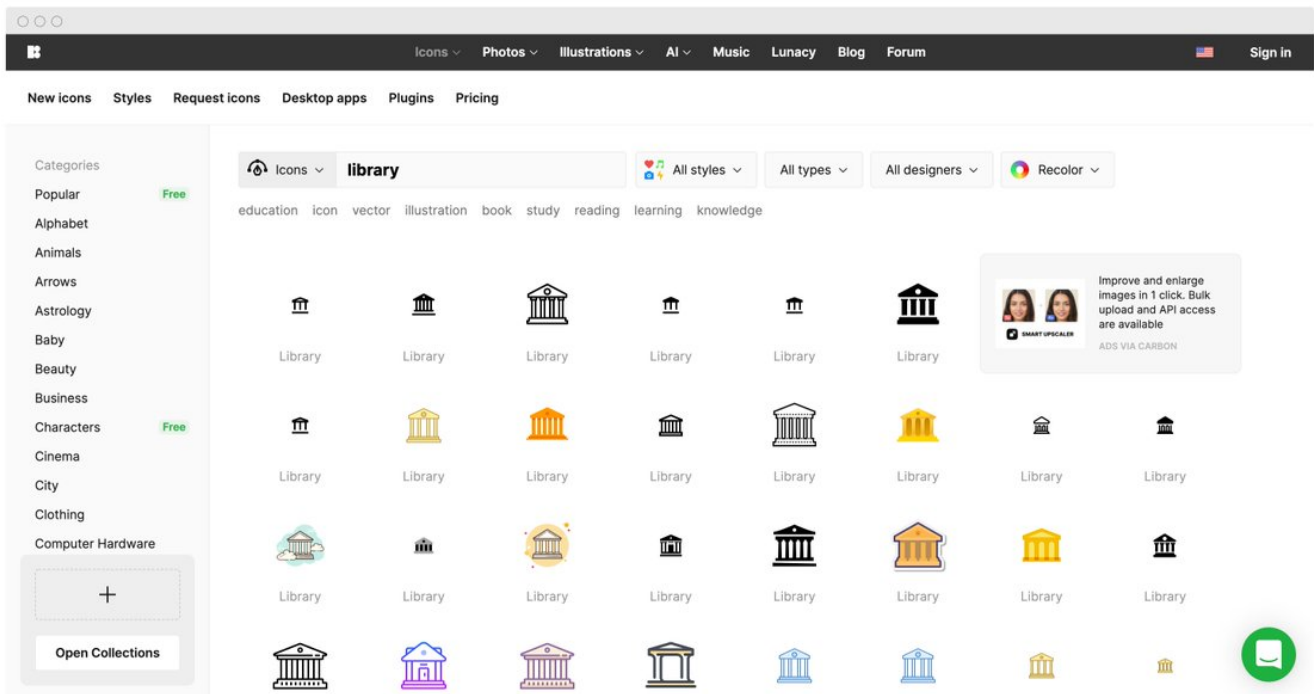 Icons Photos Illustrations AI Music Lunacy Blog Forum Sign in
New icons Styles Request icons Desktop apps Plugins Pricing
Categories
Popular Free
Alphabet
Animals
Arrows
Astrology
Baby
Beauty
Business
Characters Free
Cinema
City
Clothing
Computer Hardware
Open Collections
Icons library All styles All types All designers Recolor
education icon vector illustration book study reading learning knowledge
Improve and enlarge
images in 1 click. Bulk
upload and API access
are available
SMART UPSCALER
ADS VIA CARBON
Library Library Library Library Library Library
Library Library Library Library Library Library Library Library
Library Library Library Library Library Library Library Library